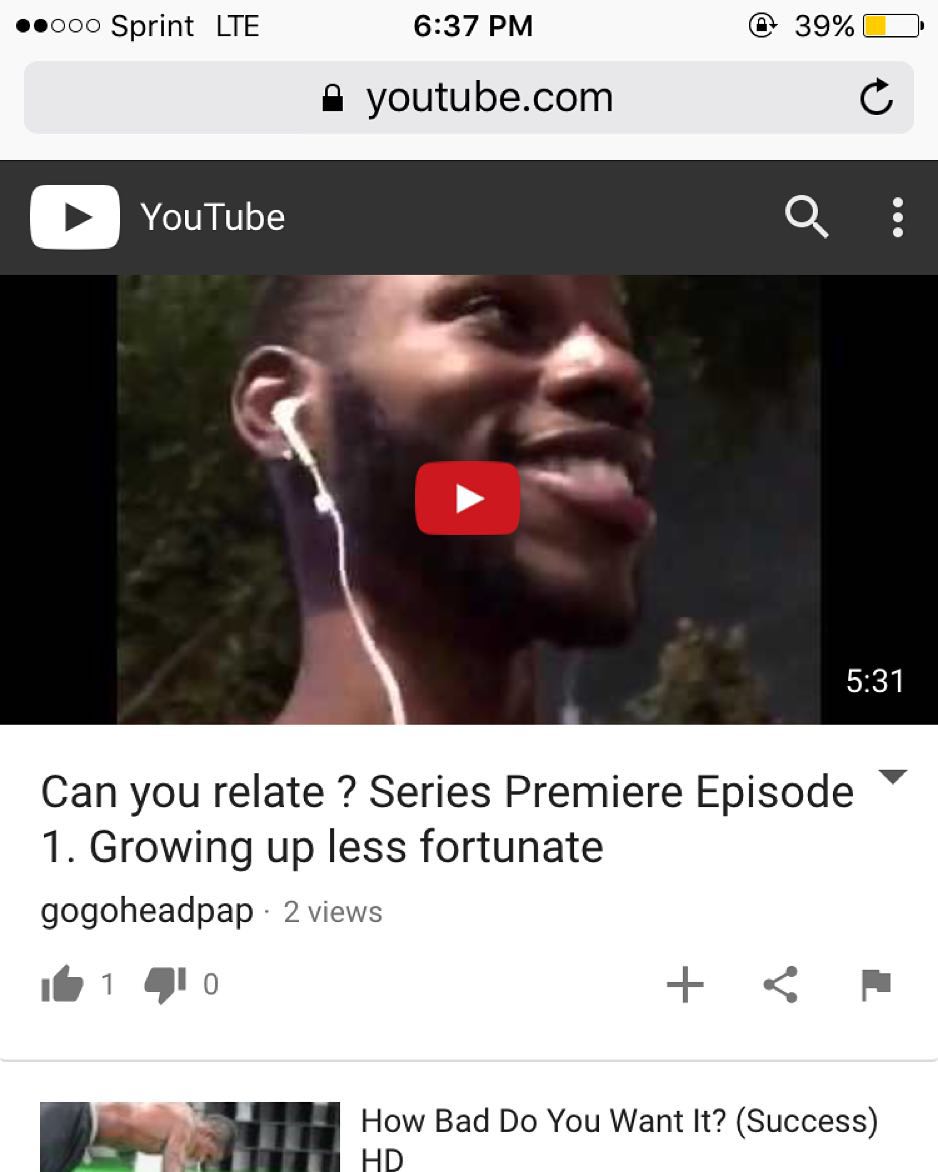 Sprint LTE 6:37 PM 39%
youtube.com
YouTube
5:31
Can you relate ? Series Premiere Episode
1. Growing up less fortunate
gogoheadpap · 2 views
1 0
How Bad Do You Want It? (Success)
HD